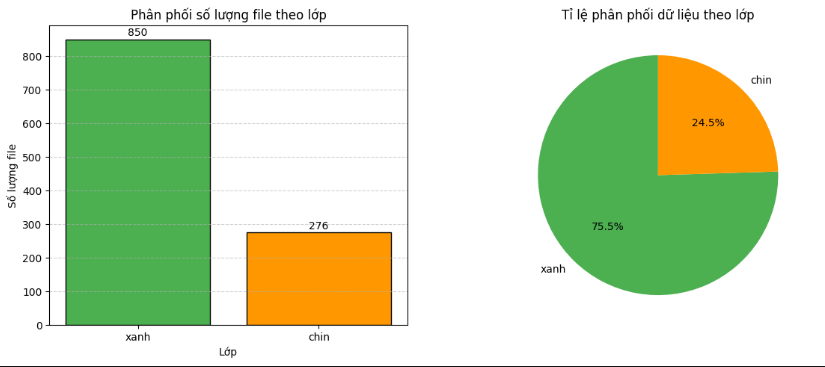 Phân phối số lượng file theo lớp
850
276
800
700
600
500
400
300
200
100
0
Số lượng file
xanh
chin
Lớp
Tỉ lệ phân phối dữ liệu theo lớp
chin
24.5%
75.5%
xanh